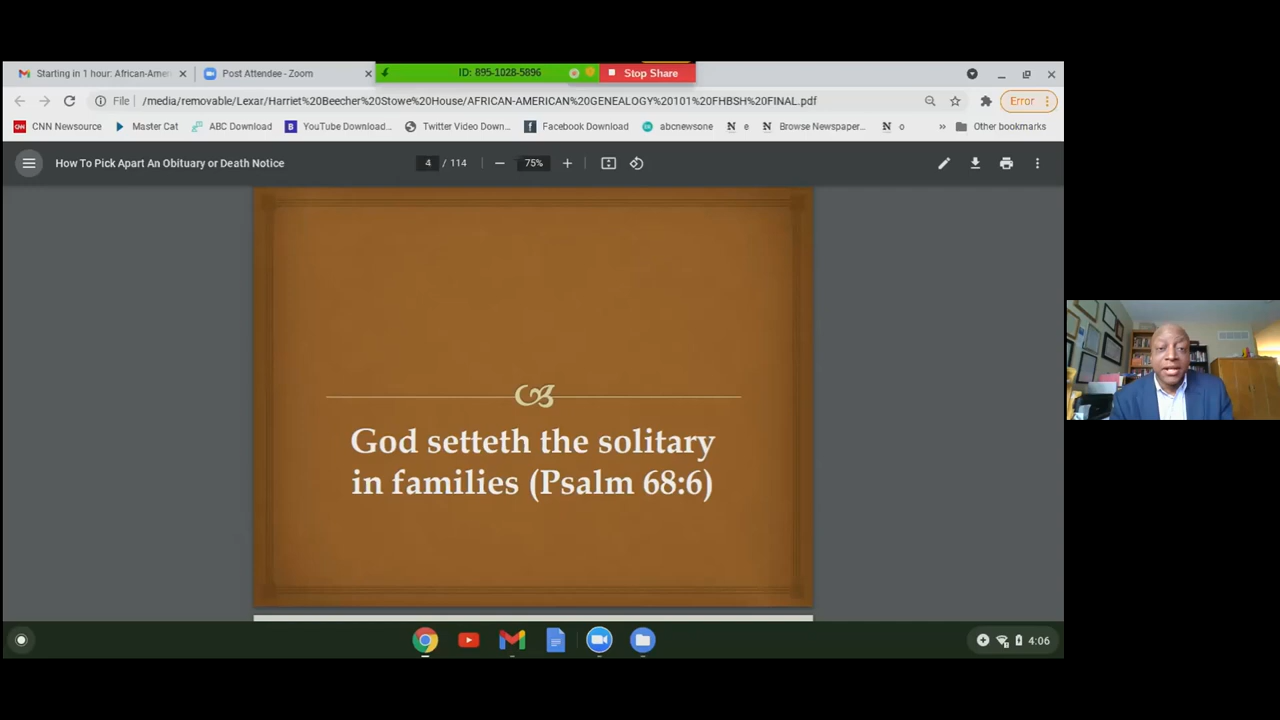 Starting in 1 hour: African-Amer
Post Attendee - Zoom
ID: 895-1028-5896
Stop Share
File
/media/removable/Lexar/Harriet%20Beecher%20Stowe%20House/AFRICAN-AMERICAN%20GENEALOGY%20101%20FHBSH%20FINAL.pdf
Error
CNN Newsource
Master Cat
ABC Download
YouTube Download...
Twitter Video Down...
Facebook Download
abcnewsone
N e
N Browse Newspaper...
N o
»
Other bookmarks
How To Pick Apart An Obituary or Death Notice
4 / 114
75%
God setteth the solitary
in families (Psalm 68:6)
4:06